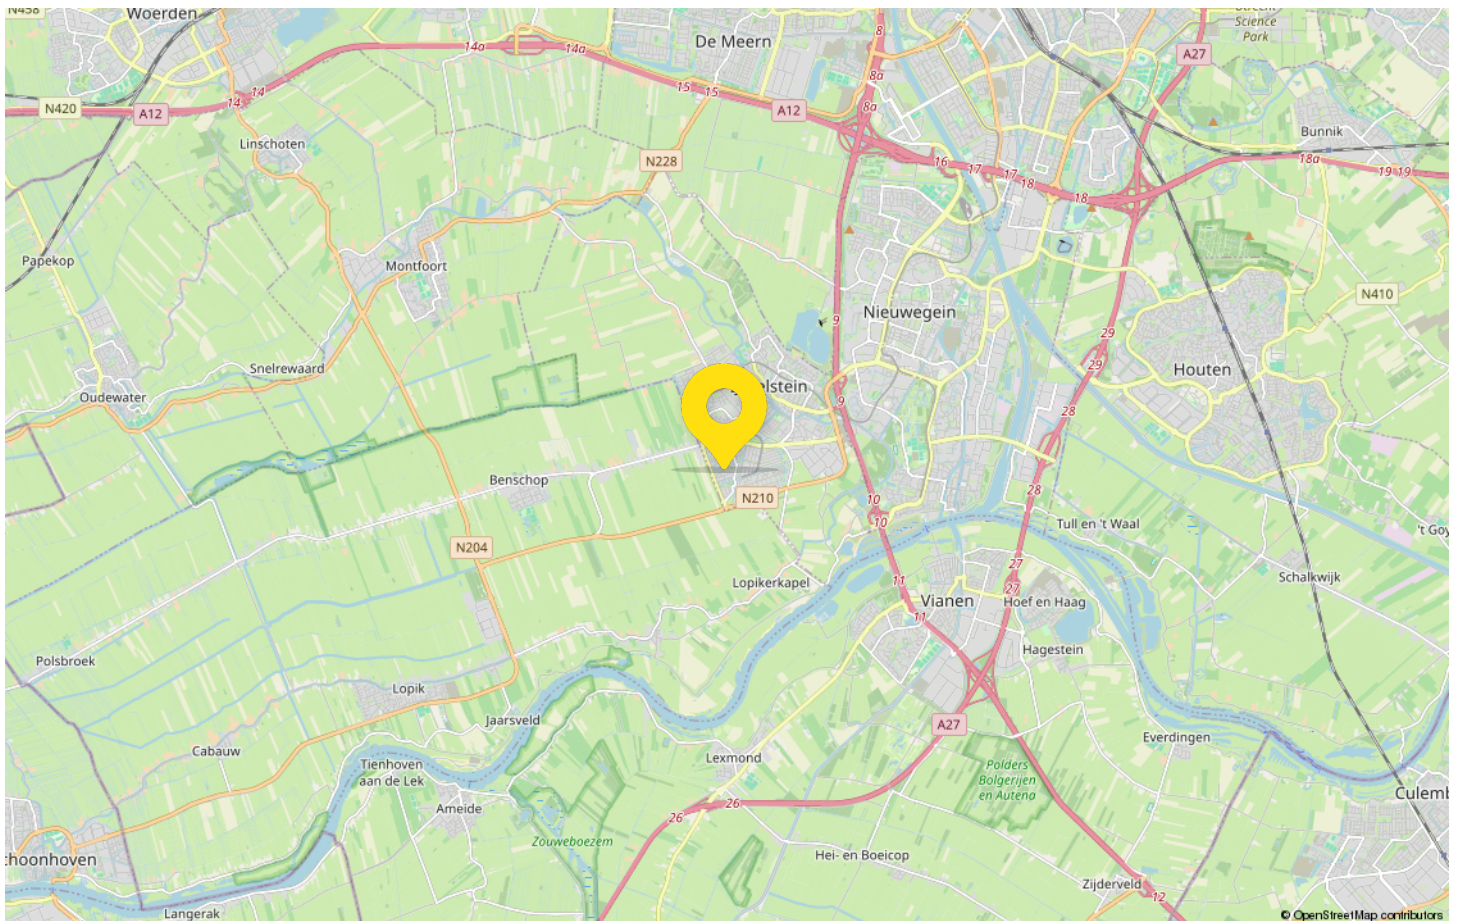 N458
Woerden
De Meern
Utrecht
Science
Park
8
A27
14a
14a
8a
N420
A12
14
14
15
15
A12
8a
Linschoten
N228
16
17
17
18
18
Bunnik
18a
19 19
Papekop
Montfoort
N410
9
Nieuwegein
29
Snelrewaard
elstein
29
Houten
Oudewater
9
28
Benschop
N210
10
10
28
Tull en 't Waal
't Goy
N204
Lopikerkapel
11
27
27
Schalkwijk
Vianen
Hoef en Haag
11
Hagestein
Polsbroek
Lopik
Jaarsveld
A27
Cabauw
Everdingen
Tienhoven
aan de Lek
Lexmond
Polders
Bolgerijen
en Autena
Culemb
Ameide
26
26
Zouweboezem
choonhoven
Hei- en Boeicop
Zijderveld
12
Langerak
© OpenStreetMap contributors